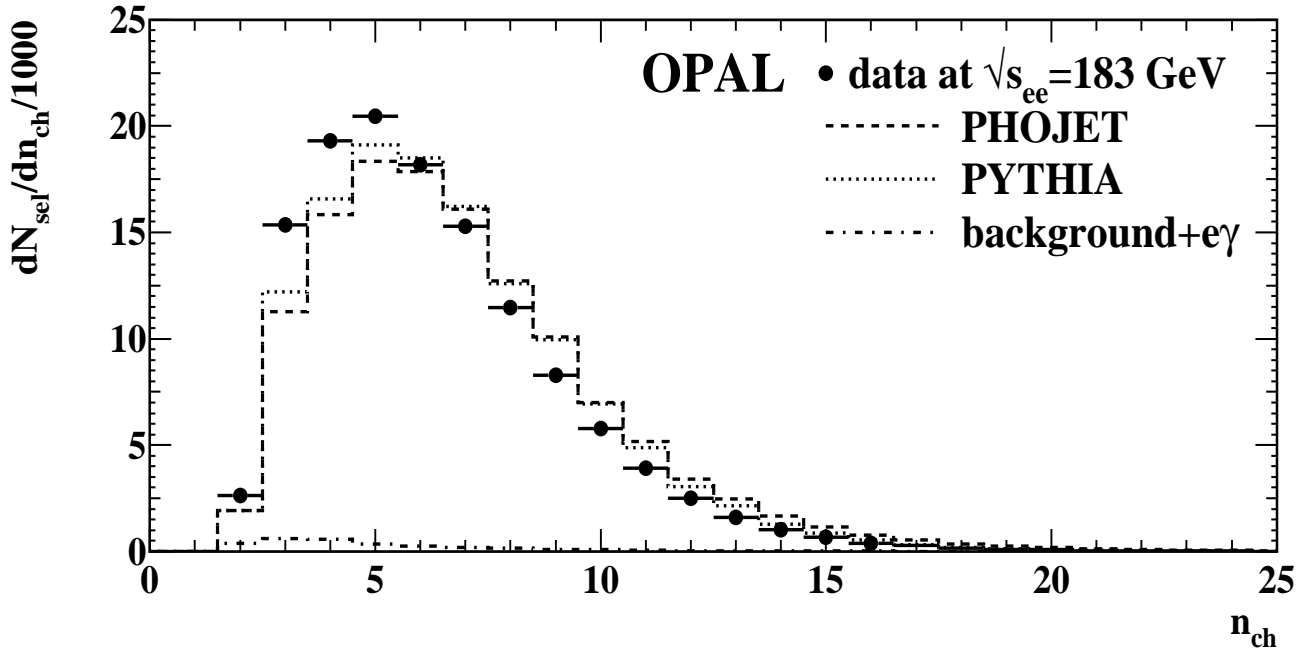 dN_sel/dn_ch/1000
25
20
15
10
5
0
OPAL ● data at √s_ee=183 GeV
PHOJET
PYTHIA
background+eγ
0 5 10 15 20 25
n_ch